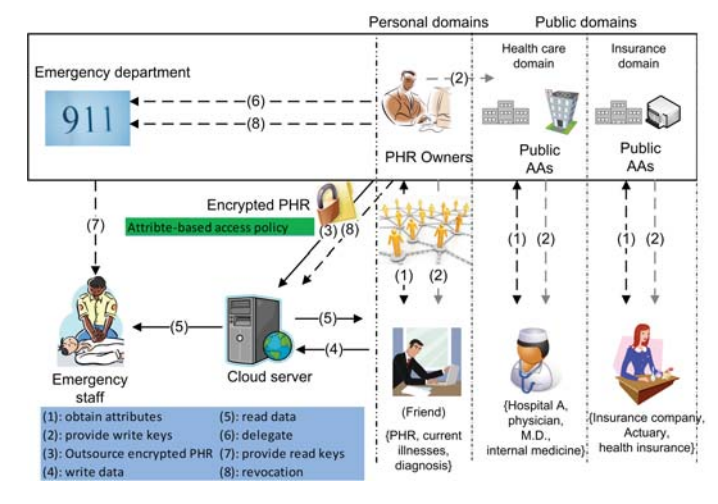 Personal domains
Public domains
Emergency department
911
(6)
(8)
(2)
PHR Owners
Health care
domain
Public
AAs
Insurance
domain
Public
AAs
(7)
Encrypted PHR
Attribte-based access policy
(3)
(8)
(1)
(2)
(1)
(2)
(1)
(2)
(5)
(5)
(4)
Emergency
staff
Cloud server
(Friend)
{PHR, current
illnesses,
diagnosis}
{Hospital A,
physician,
M.D.,
internal medicine}
{Insurance company,
Actuary,
health insurance}
(1): obtain attributes
(2): provide write keys
(3): Outsource encrypted PHR
(4): write data
(5): read data
(6): delegate
(7): provide read keys
(8): revocation